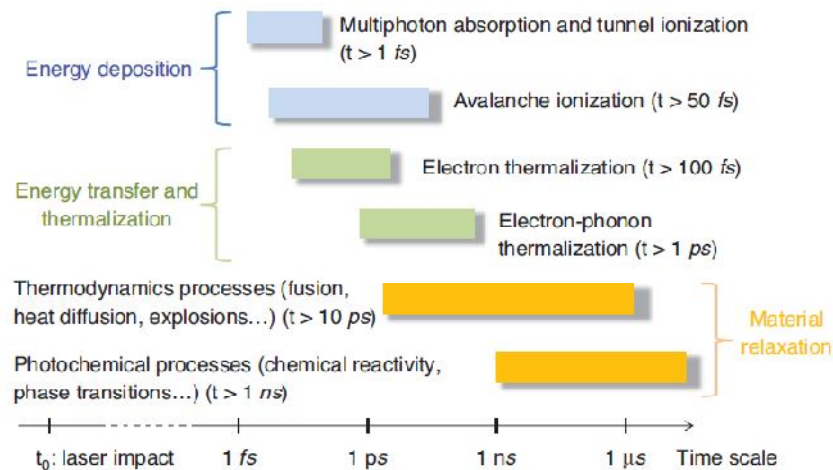 Multiphoton absorption and tunnel ionization
(t > 1 fs)
Energy deposition
Avalanche ionization (t > 50 fs)
Electron thermalization (t > 100 fs)
Energy transfer and
thermalization
Electron-phonon
thermalization (t > 1 ps)
Thermodynamics processes (fusion,
heat diffusion, explosions...) (t > 10 ps)
Material
relaxation
Photochemical processes (chemical reactivity,
phase transitions...) (t > 1 ns)
t0: laser impact 1 fs 1 ps 1 ns 1 μs Time scale